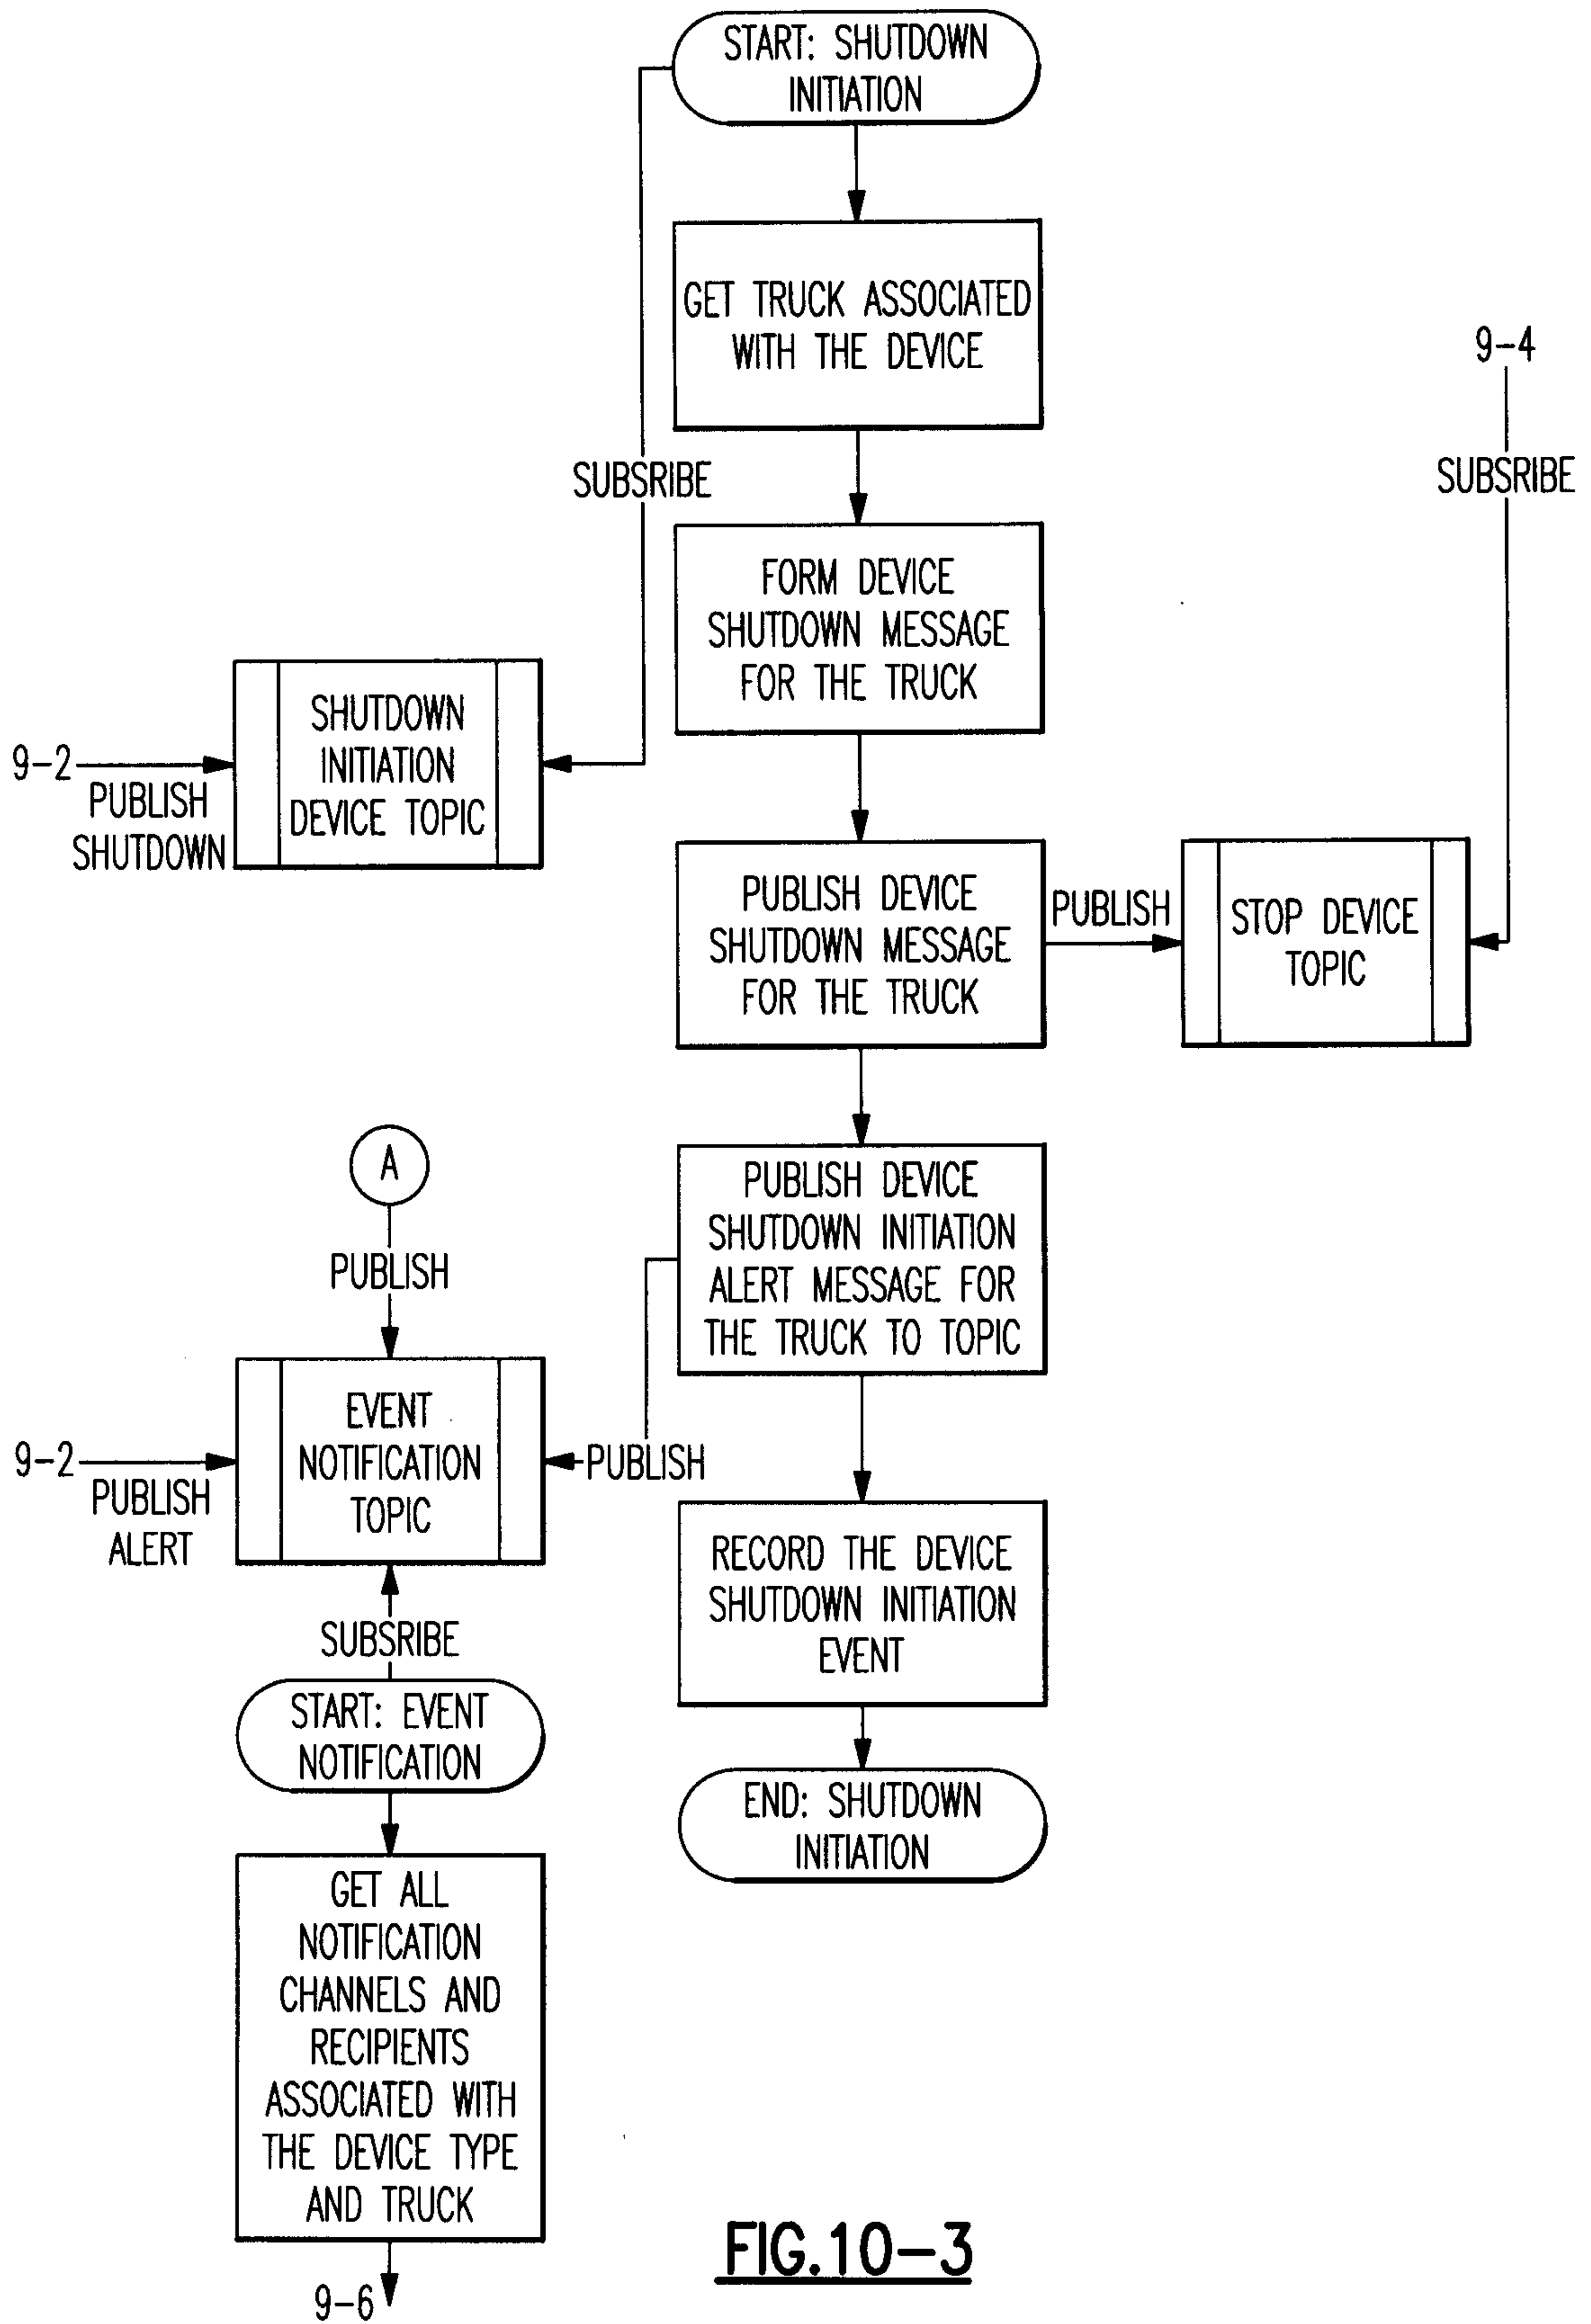 START: SHUTDOWN
INITIATION
GET TRUCK ASSOCIATED
WITH THE DEVICE
9-4
SUBSRIBE
SUBSRIBE
FORM DEVICE
SHUTDOWN MESSAGE
FOR THE TRUCK
SHUTDOWN
INITIATION
DEVICE TOPIC
9-2
PUBLISH
SHUTDOWN
PUBLISH DEVICE
SHUTDOWN MESSAGE
FOR THE TRUCK
PUBLISH
STOP DEVICE
TOPIC
A
PUBLISH
PUBLISH DEVICE
SHUTDOWN INITIATION
ALERT MESSAGE FOR
THE TRUCK TO TOPIC
EVENT
NOTIFICATION
TOPIC
9-2
PUBLISH
ALERT
PUBLISH
RECORD THE DEVICE
SHUTDOWN INITIATION
EVENT
SUBSRIBE
START: EVENT
NOTIFICATION
END: SHUTDOWN
INITIATION
GET ALL
NOTIFICATION
CHANNELS AND
RECIPIENTS
ASSOCIATED WITH
THE DEVICE TYPE
AND TRUCK
9-6
FIG.10-3